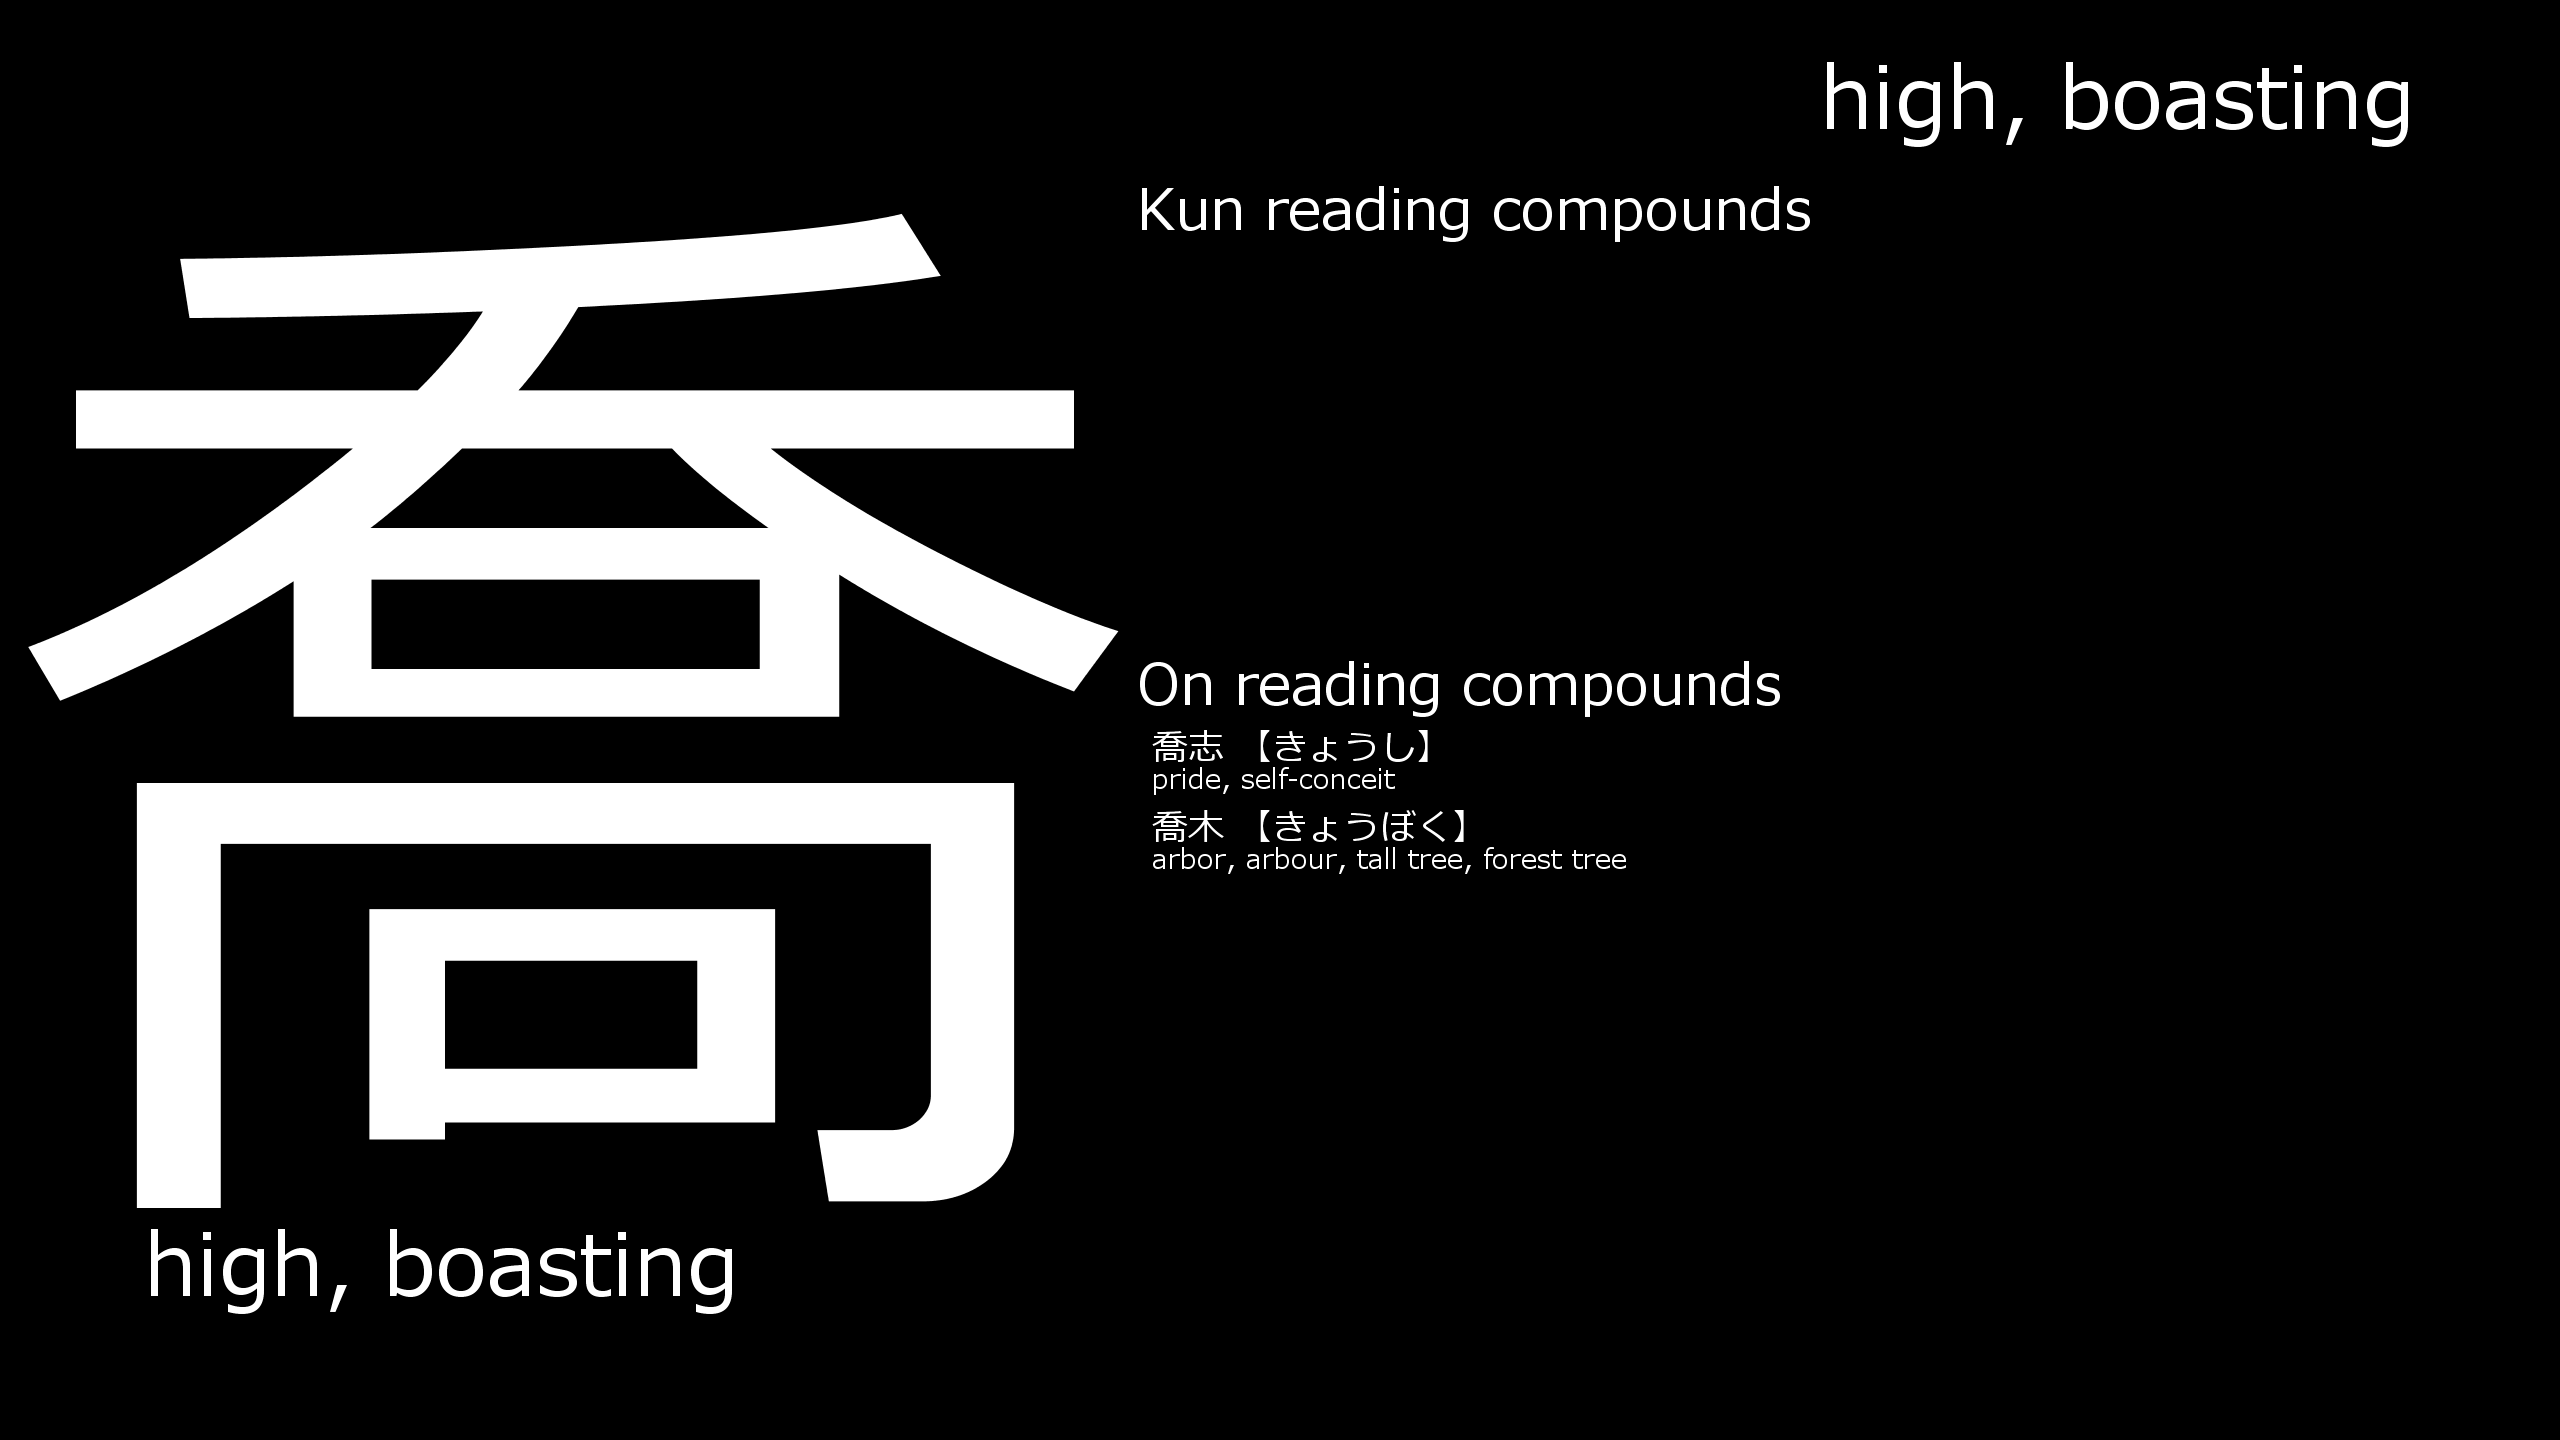 high, boasting
喬
Kun reading compounds
On reading compounds
喬志 【きょうし】
pride, self-conceit
喬木 【きょうぼく】
arbor, arbour, tall tree, forest tree
high, boasting